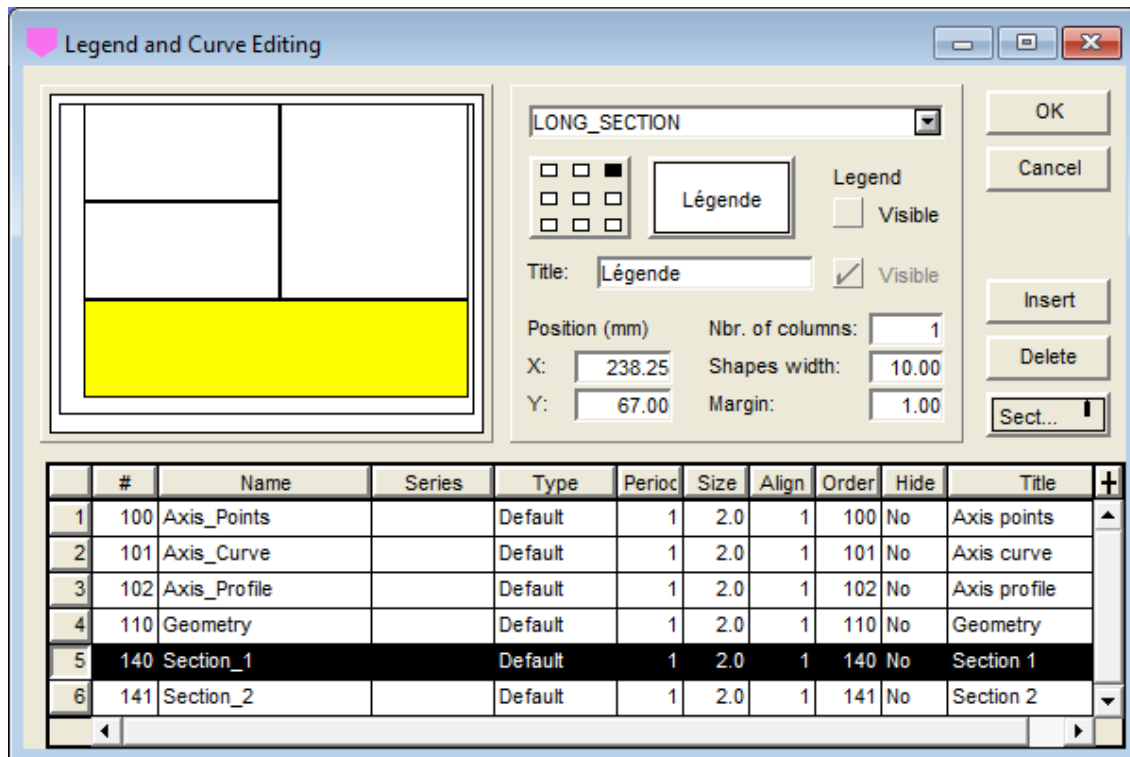 Legend and Curve Editing
LONG_SECTION
OK
Cancel
Légende
Legend
Visible
Title: Légende Visible
Insert
Position (mm) Nbr. of columns: 1
X: 238.25 Shapes width: 10.00
Delete
Y: 67.00 Margin: 1.00
Sect...
# Name Series Type Period Size Align Order Hide Title +
1 100 Axis_Points Default 1 2.0 1 100 No Axis points
2 101 Axis_Curve Default 1 2.0 1 101 No Axis curve
3 102 Axis_Profile Default 1 2.0 1 102 No Axis profile
4 110 Geometry Default 1 2.0 1 110 No Geometry
5 140 Section_1 Default 1 2.0 1 140 No Section 1
6 141 Section_2 Default 1 2.0 1 141 No Section 2